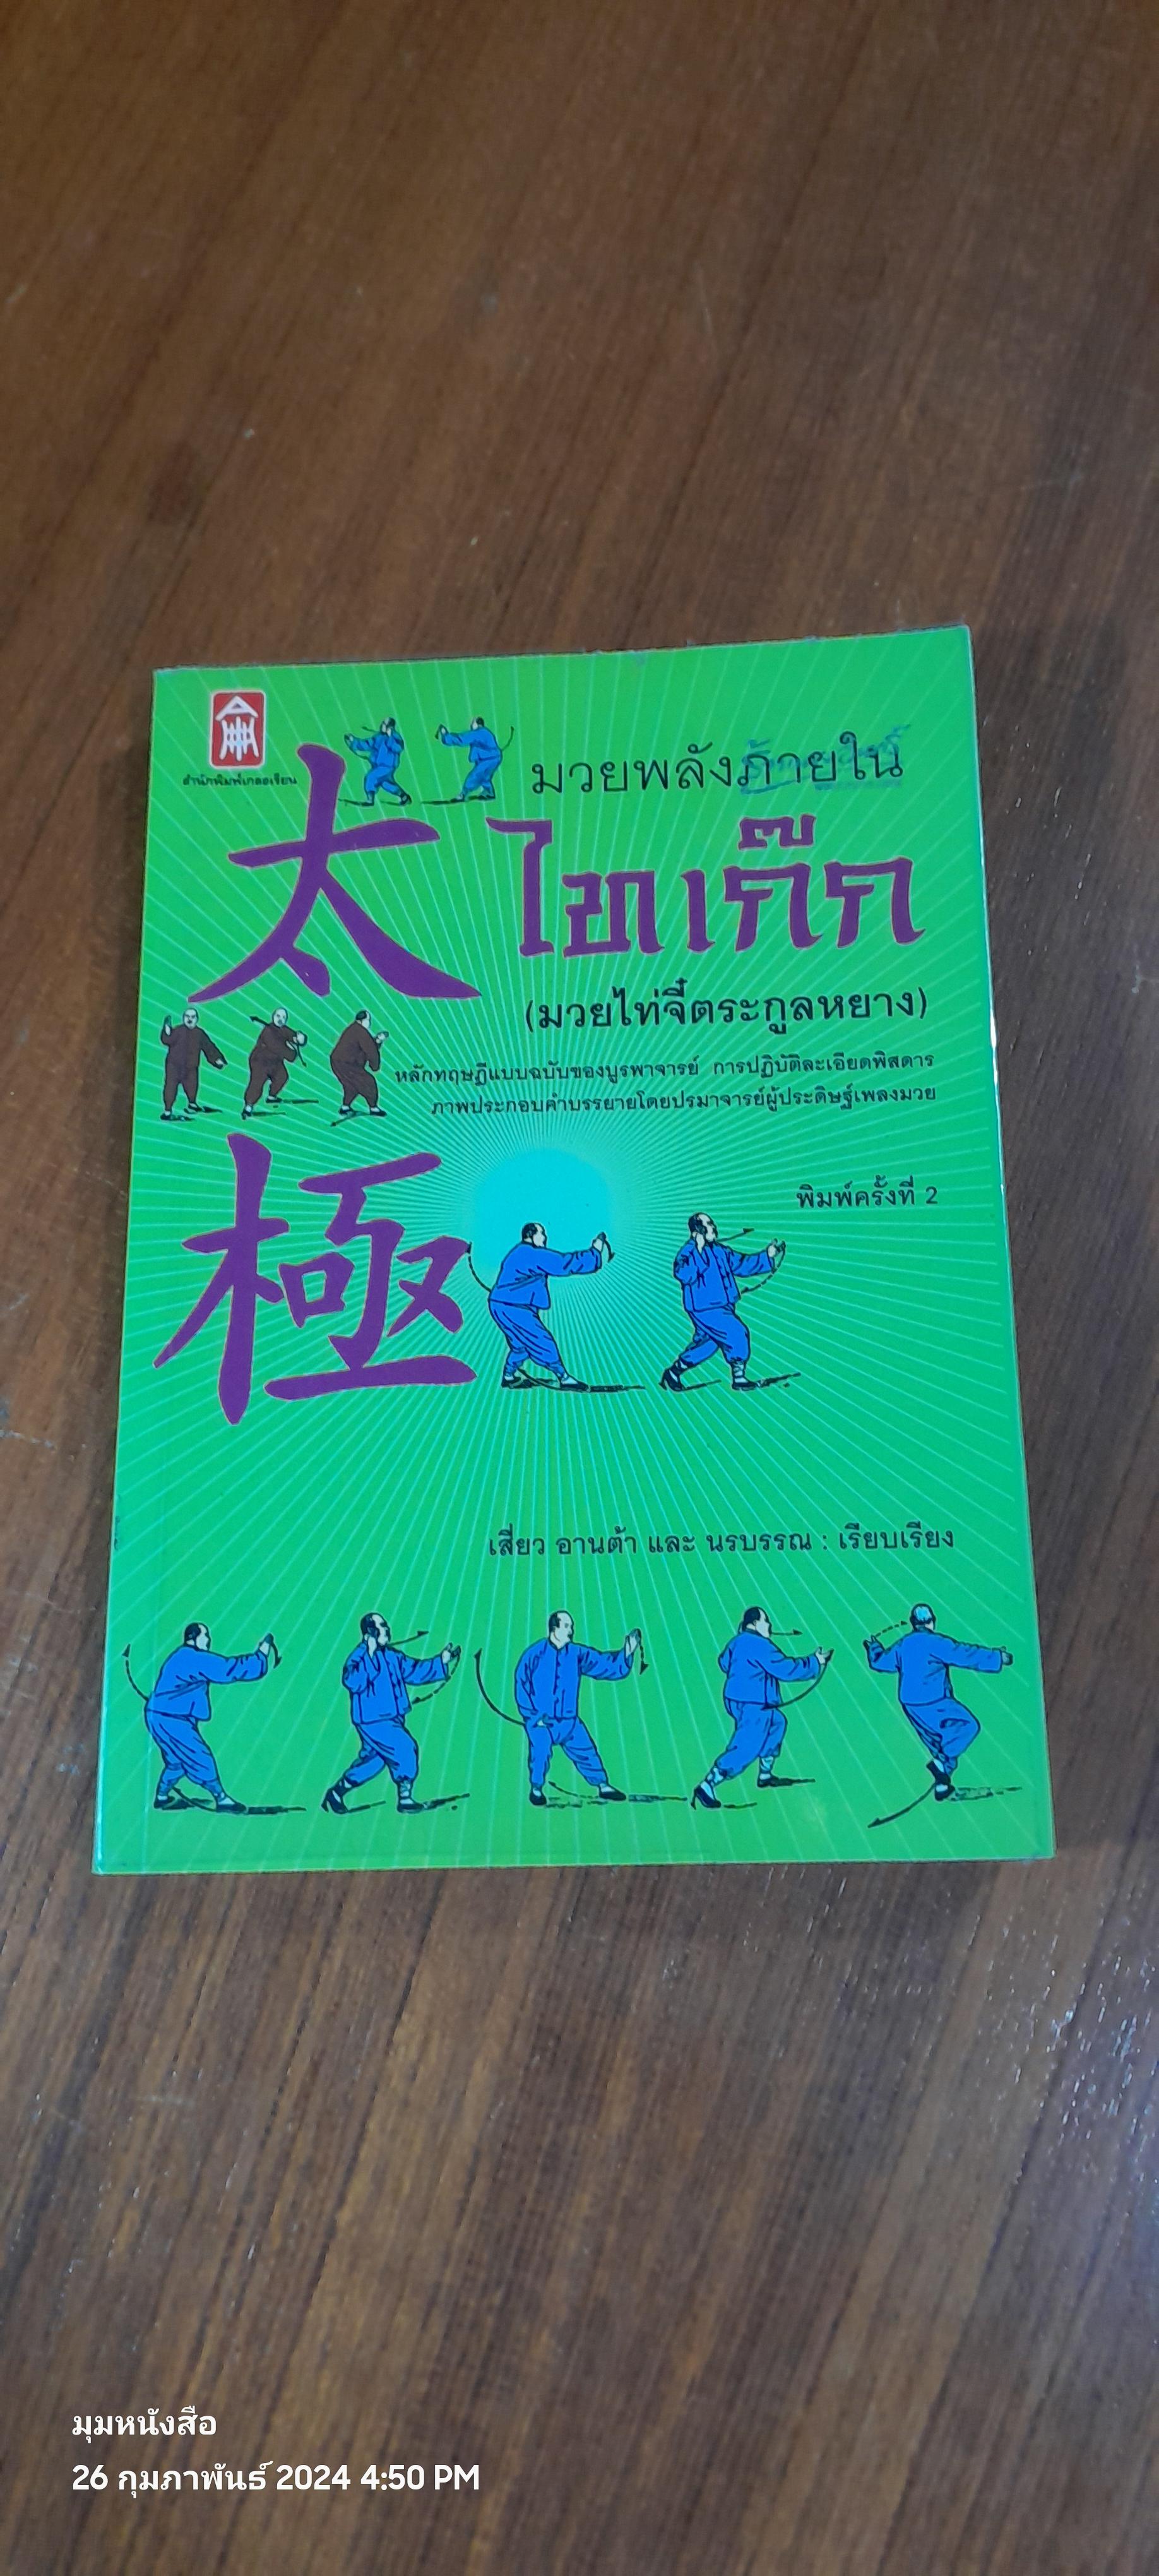 สำนักพิมพ์เกลอเรียน
มวยพลังภายใน
太
ไทเก๊ก
(มวยไท่จี๋ตระกูลหยาง)
หลักทฤษฎีแบบฉบับของบูรพาจารย์ การปฏิบัติละเอียดพิสดาร
ภาพประกอบคำบรรยายโดยปรมาจารย์ผู้ประดิษฐ์เพลงมวย
極
พิมพ์ครั้งที่ 2
เสี่ยว อานต้า และ นรบรรณ : เรียบเรียง
มุมหนังสือ
26 กุมภาพันธ์ 2024 4:50 PM